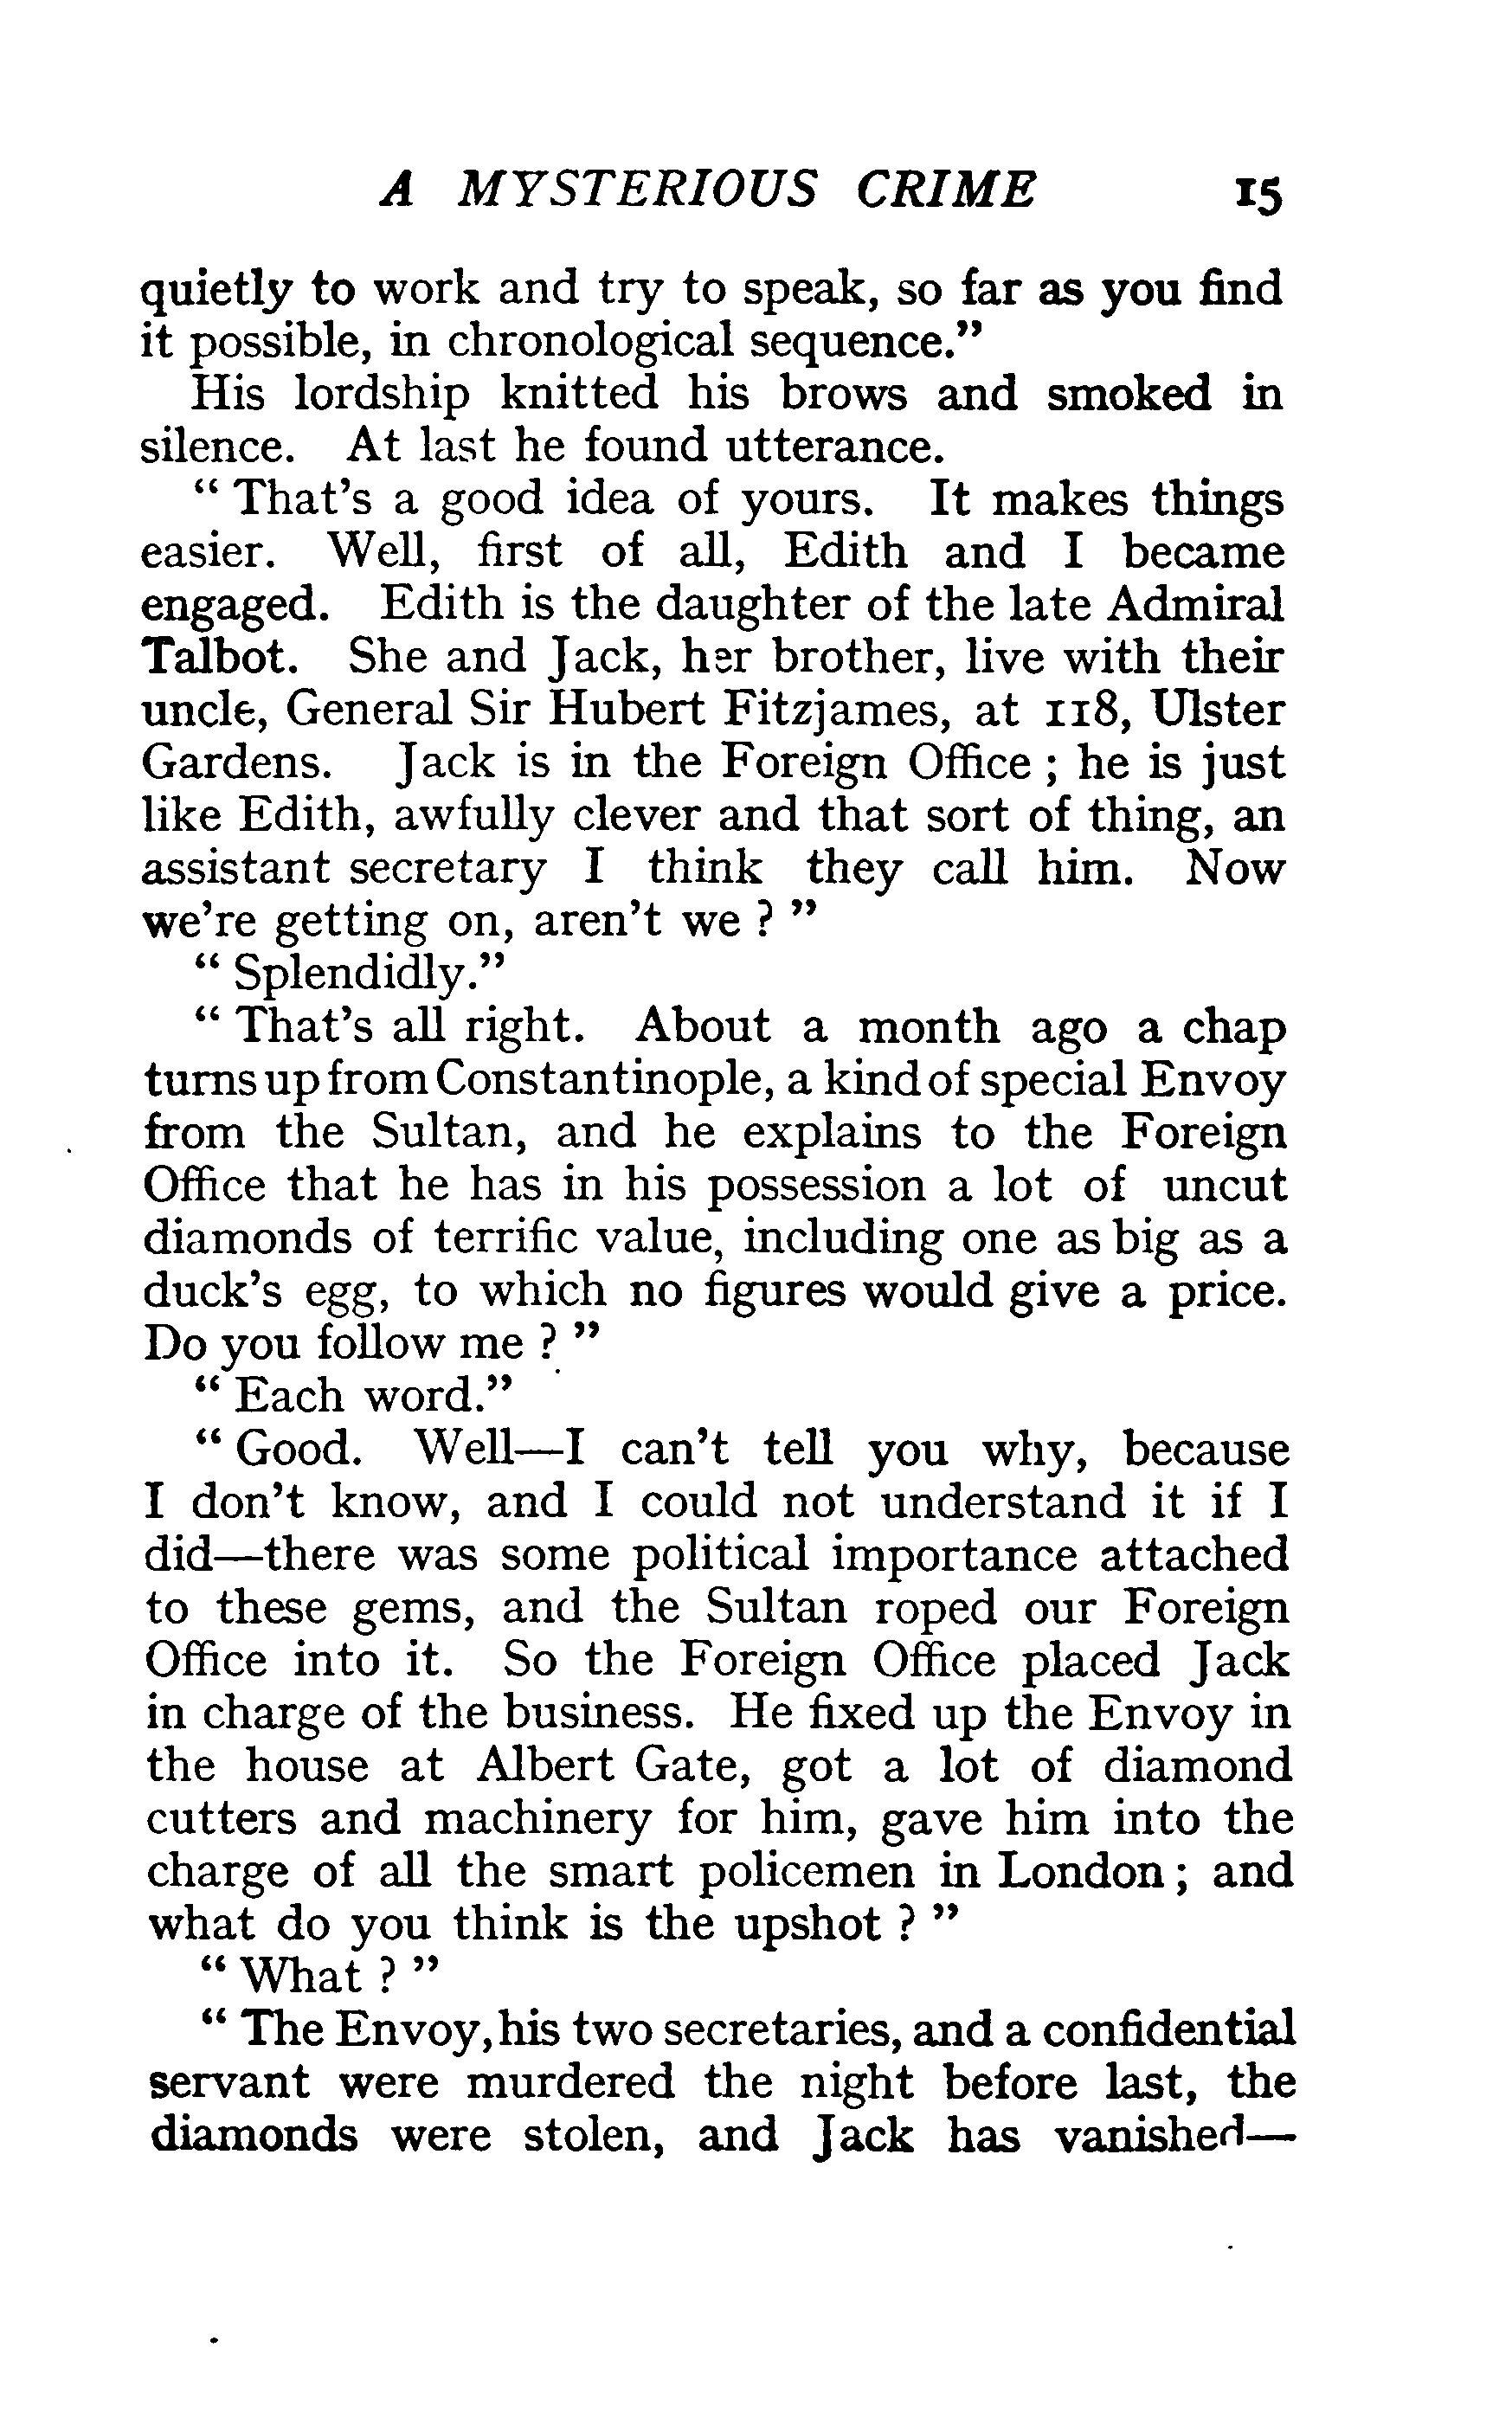 A MYSTERIOUS CRIME 15
quietly to work and try to speak, so far as you find
it possible, in chronological sequence."
His lordship knitted his brows and smoked in
silence. At last he found utterance.
" That's a good idea of yours. It makes things
easier. Well, first of all, Edith and I became
engaged. Edith is the daughter of the late Admiral
Talbot. She and Jack, her brother, live with their
uncle, General Sir Hubert Fitzjames, at 118, Ulster
Gardens. Jack is in the Foreign Office ; he is just
like Edith, awfully clever and that sort of thing, an
assistant secretary I think they call him. Now
we're getting on, aren't we ? "
" Splendidly."
" That's all right. About a month ago a chap
turns up from Constantinople, a kind of special Envoy
from the Sultan, and he explains to the Foreign
Office that he has in his possession a lot of uncut
diamonds of terrific value, including one as big as a
duck's egg, to which no figures would give a price.
Do you follow me ? "
" Each word."
" Good. Well—I can't tell you why, because
I don't know, and I could not understand it if I
did—there was some political importance attached
to these gems, and the Sultan roped our Foreign
Office into it. So the Foreign Office placed Jack
in charge of the business. He fixed up the Envoy in
the house at Albert Gate, got a lot of diamond
cutters and machinery for him, gave him into the
charge of all the smart policemen in London ; and
what do you think is the upshot ? "
" What ? "
" The Envoy, his two secretaries, and a confidential
servant were murdered the night before last, the
diamonds were stolen, and Jack has vanished—